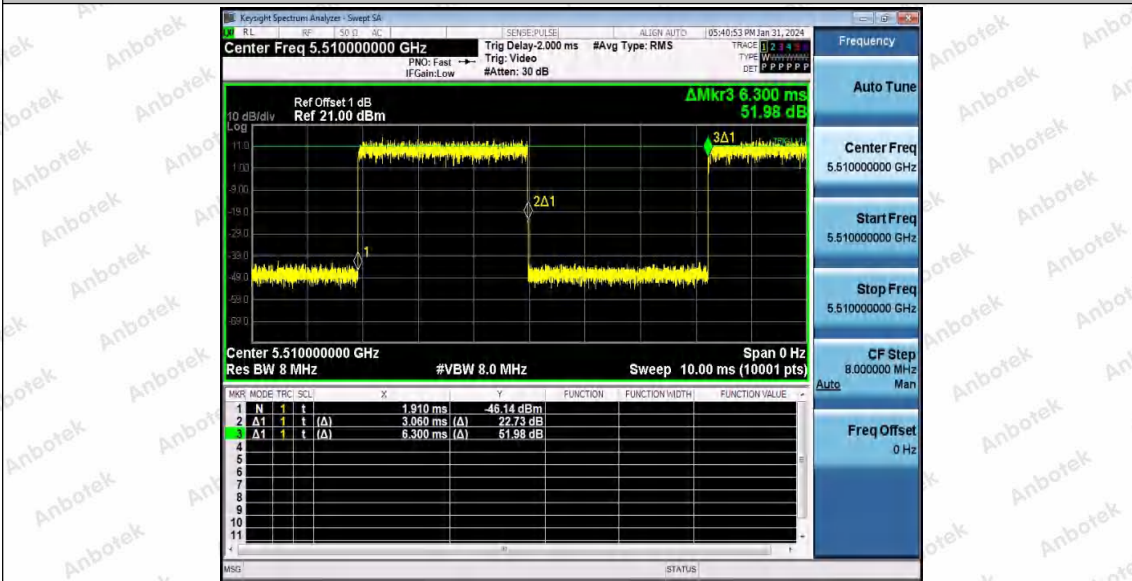 Keysight Spectrum Analyzer - Swept SA
RL RF 50 Ω AC SENSE:PULSE ALIGN AUTO 05:40:53 PM Jan 31, 2024
Center Freq 5.510000000 GHz
PNO: Fast
IFGain:Low
Trig Delay-2.000 ms
Trig: Video
#Atten: 30 dB
#Avg Type: RMS
TRACE 1 2 3 4 5 6
TYPE W
DET P P P P P P
Ref Offset 1 dB
Ref 21.00 dBm
10 dB/div
Log
ΔMkr3 6.300 ms
51.98 dB
11.0
1.00
-9.00
-19.0
-29.0
-39.0
-49.0
-59.0
-69.0
1
2Δ1
3Δ1
Center 5.510000000 GHz
Span 0 Hz
Res BW 8 MHz
#VBW 8.0 MHz
Sweep 10.00 ms (10001 pts)
MKR MODE TRC SCL X Y FUNCTION FUNCTION WIDTH FUNCTION VALUE
1 N 1 t 1.910 ms -46.14 dBm
2 Δ1 1 t (Δ) 3.060 ms (Δ) 22.73 dB
3 Δ1 1 t (Δ) 6.300 ms (Δ) 51.98 dB
4
5
6
7
8
9
10
11
MSG
STATUS
Frequency
Auto Tune
Center Freq
5.510000000 GHz
Start Freq
5.510000000 GHz
Stop Freq
5.510000000 GHz
CF Step
8.000000 MHz
Auto Man
Freq Offset
0 Hz
Anbotek